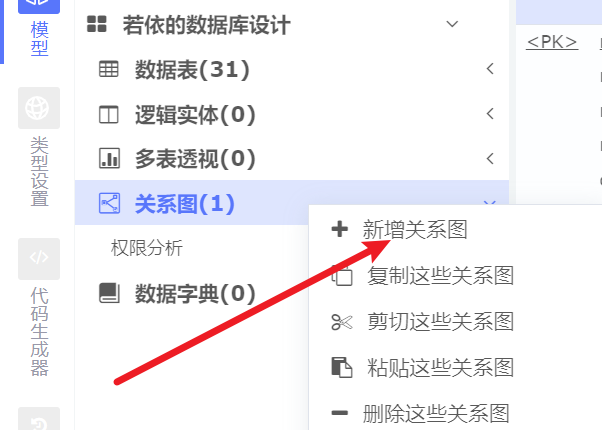 模型
类型设置
代码生成器
若依的数据库设计
数据表(31)
逻辑实体(0)
多表透视(0)
关系图(1)
权限分析
数据字典(0)
新增关系图
复制这些关系图
剪切这些关系图
粘贴这些关系图
删除这些关系图
<PK>